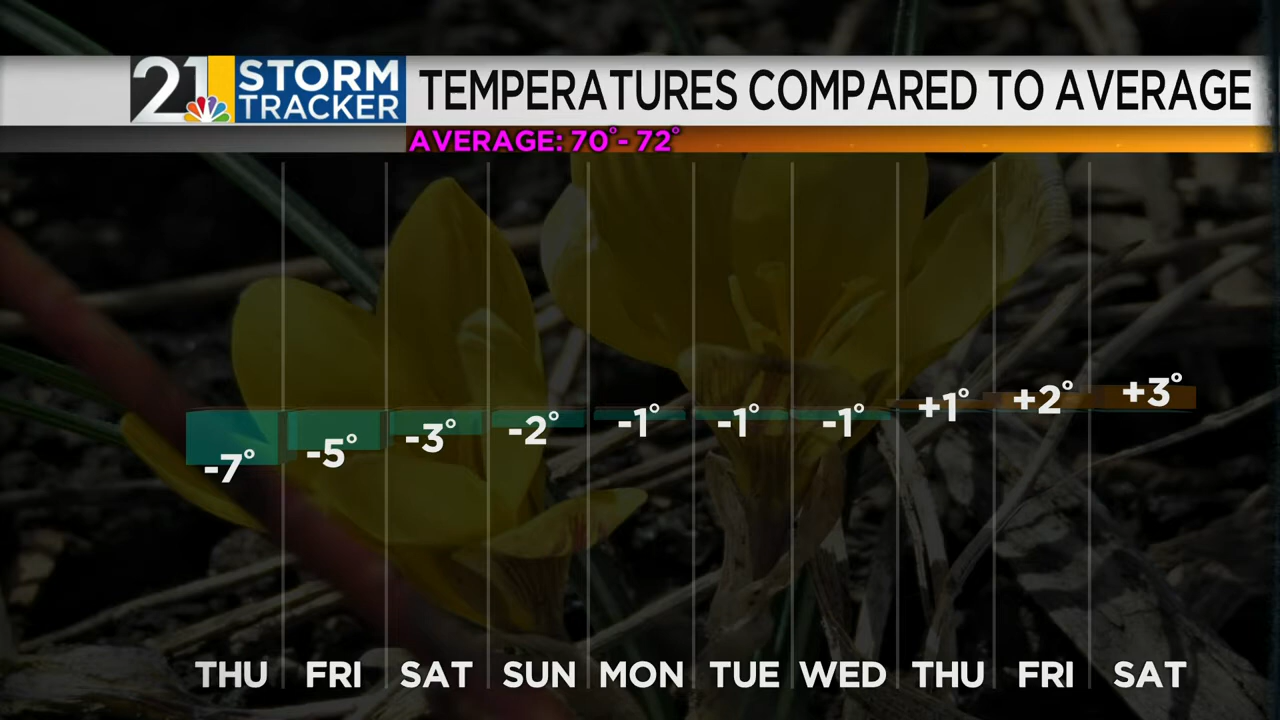 21 STORM TRACKER TEMPERATURES COMPARED TO AVERAGE
AVERAGE: 70°- 72°
-7° -5° -3° -2° -1° -1° -1° +1° +2° +3°
THU FRI SAT SUN MON TUE WED THU FRI SAT